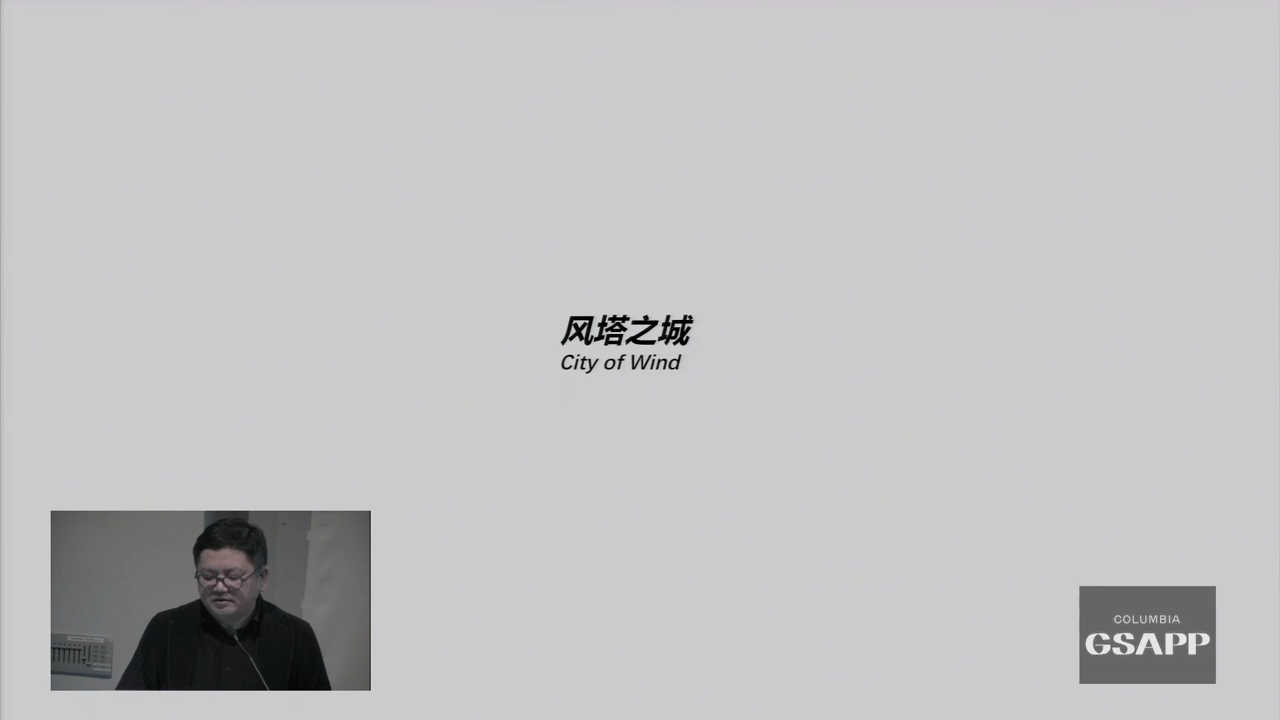 风塔之城
City of Wind
COLUMBIA
GSAPP